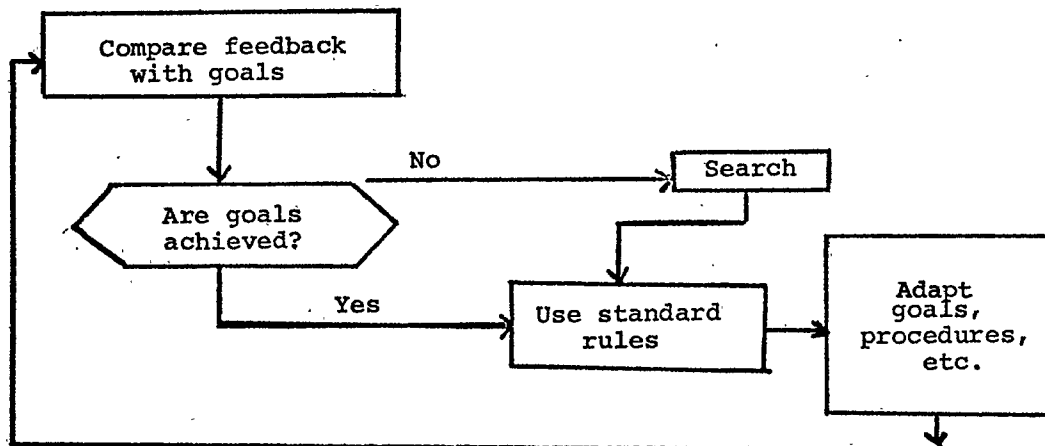 Compare feedback
with goals
No
Search
Are goals
achieved?
Yes
Use standard
rules
Adapt
goals,
procedures,
etc.